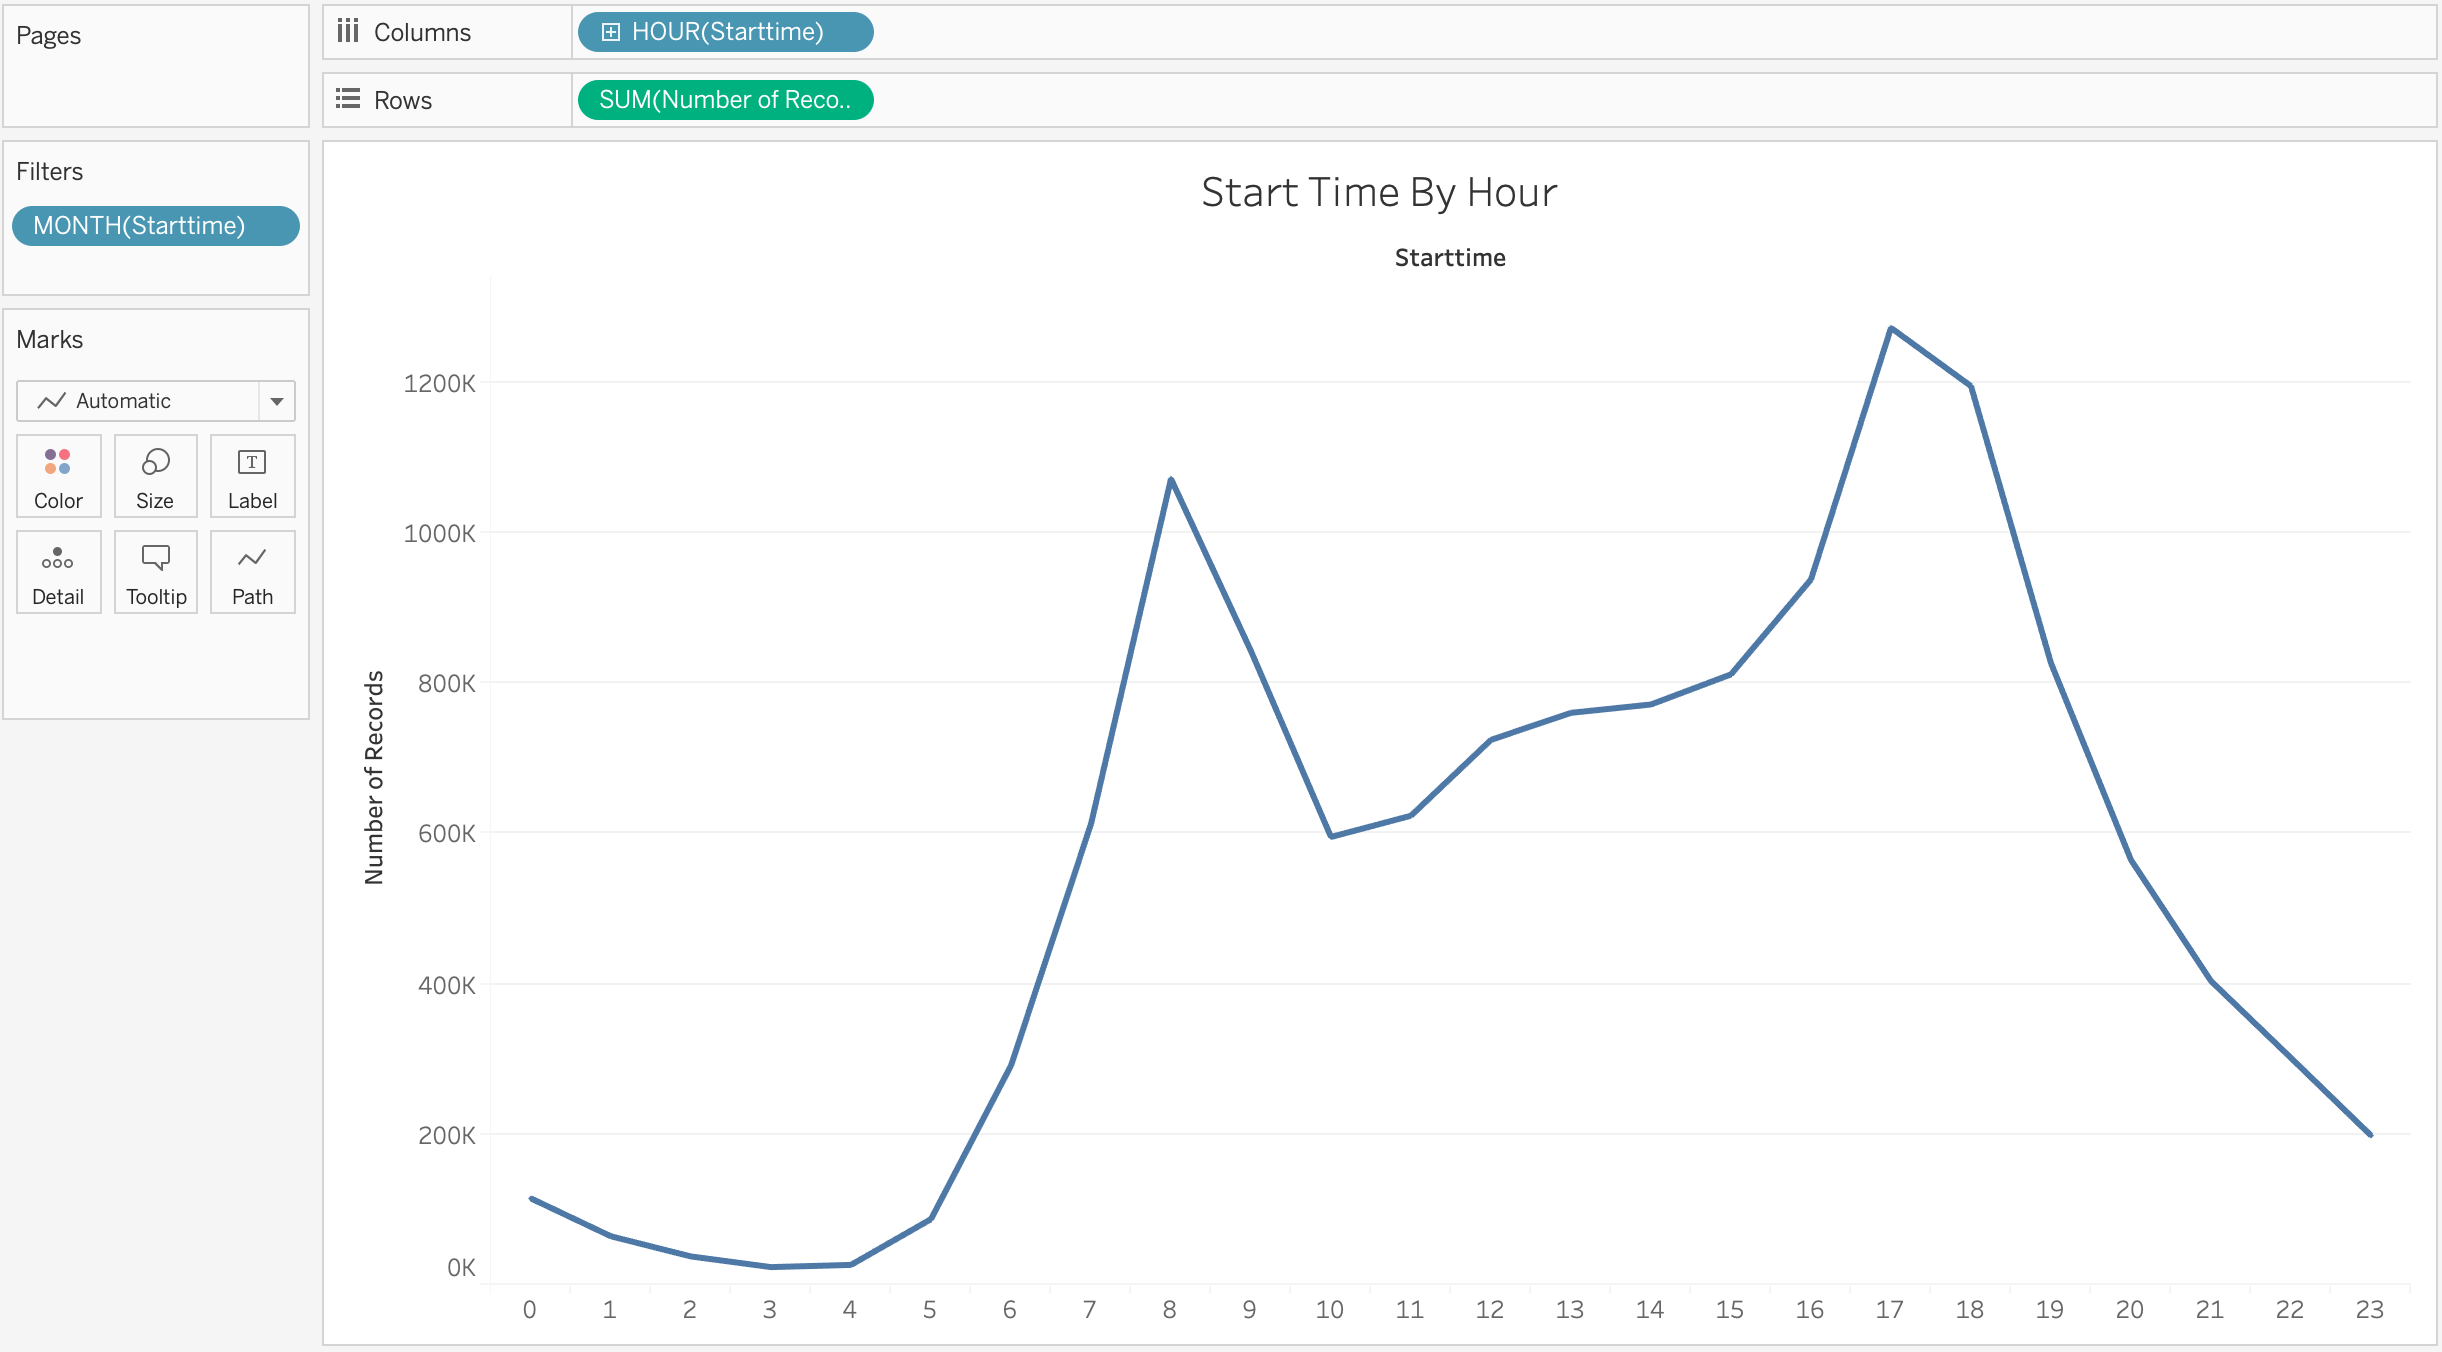 Pages
Columns
HOUR(Starttime)
Rows
SUM(Number of Reco..
Filters
MONTH(Starttime)
Marks
Automatic
Color
Size
T
Label
Detail
Tooltip
Path
Start Time By Hour
Starttime
Number of Records
1200K
1000K
800K
600K
400K
200K
0K
0 1 2 3 4 5 6 7 8 9 10 11 12 13 14 15 16 17 18 19 20 21 22 23